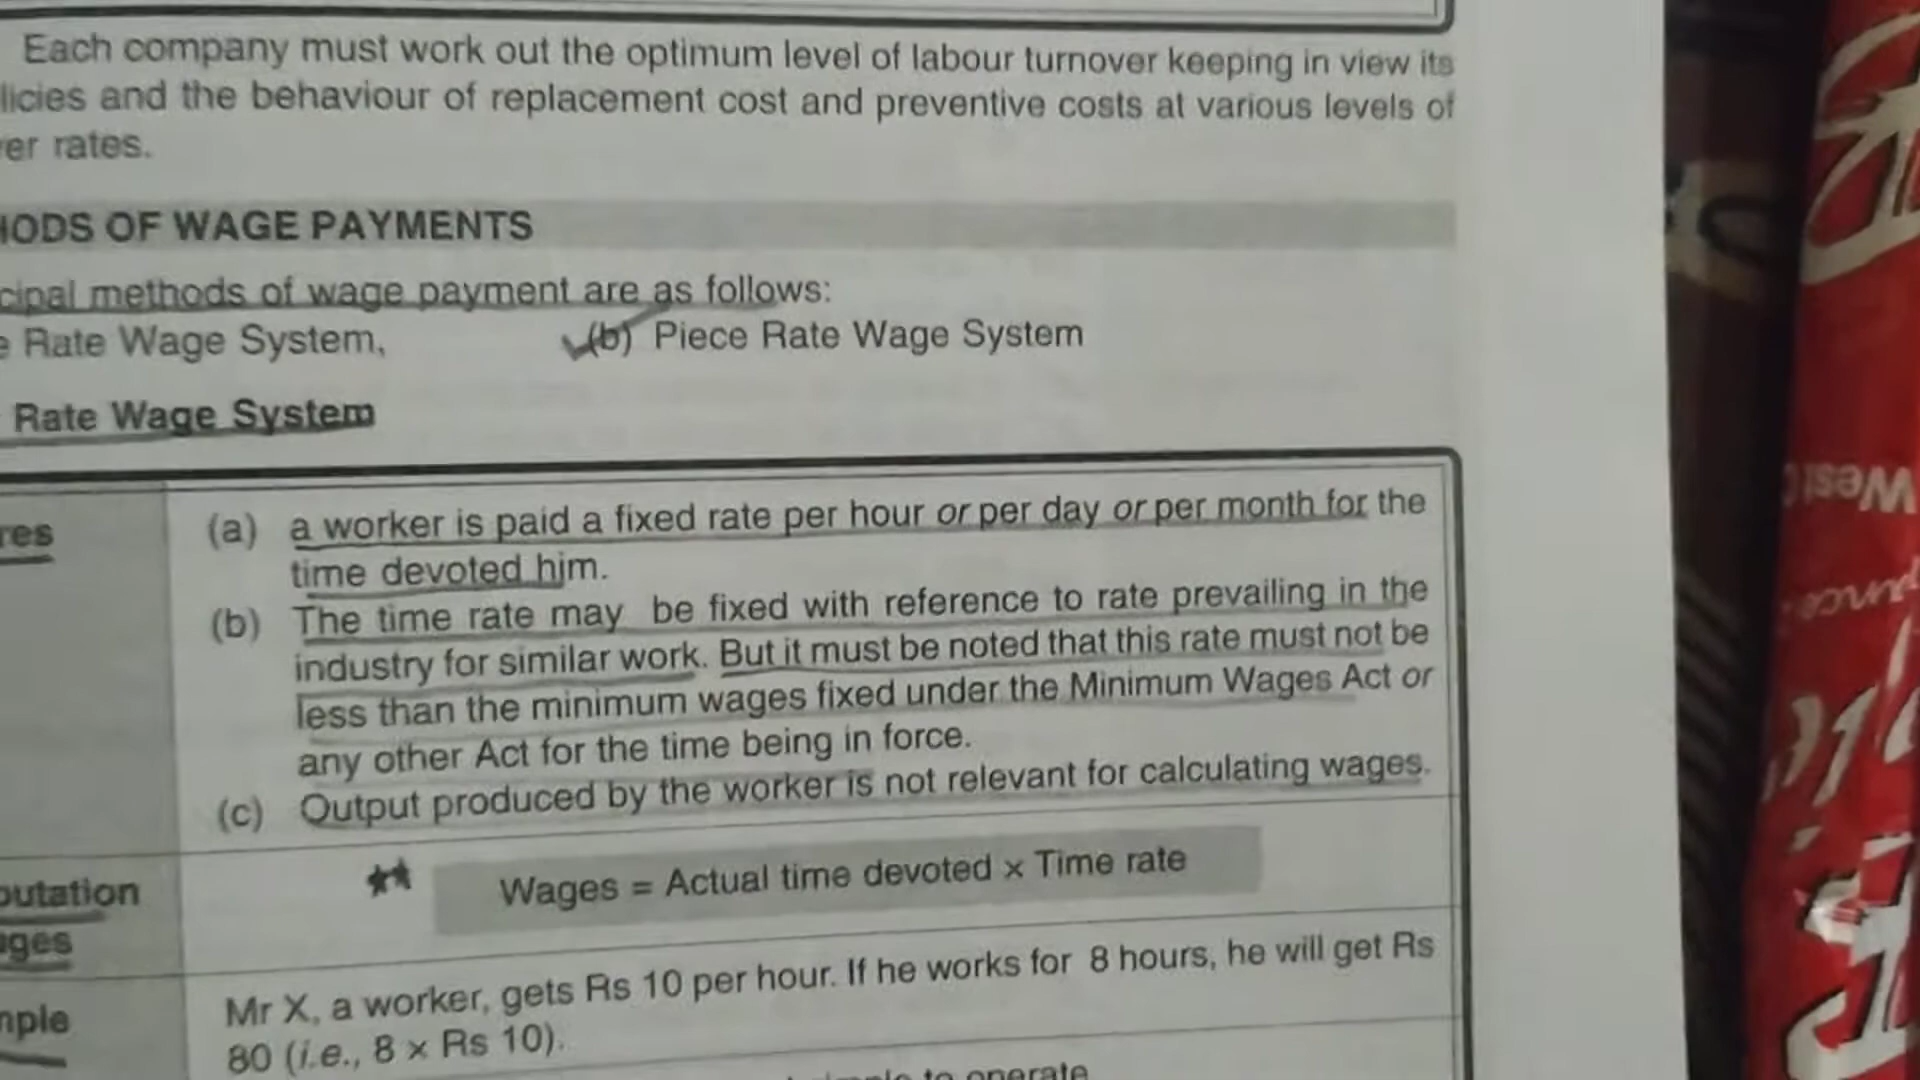 Each company must work out the optimum level of labour turnover keeping in view its
licies and the behaviour of replacement cost and preventive costs at various levels of
er rates.
HODS OF WAGE PAYMENTS
cipal methods of wage payment are as follows:
e Rate Wage System, (b) Piece Rate Wage System
Rate Wage System
res
(a) a worker is paid a fixed rate per hour or per day or per month for the
time devoted him.
(b) The time rate may be fixed with reference to rate prevailing in the
industry for similar work. But it must be noted that this rate must not be
less than the minimum wages fixed under the Minimum Wages Act or
any other Act for the time being in force.
(c) Output produced by the worker is not relevant for calculating wages.
putation
ages
Wages = Actual time devoted × Time rate
mple
Mr X, a worker, gets Rs 10 per hour. If he works for 8 hours, he will get Rs
80 (i.e., 8 × Rs 10).
to operate
West